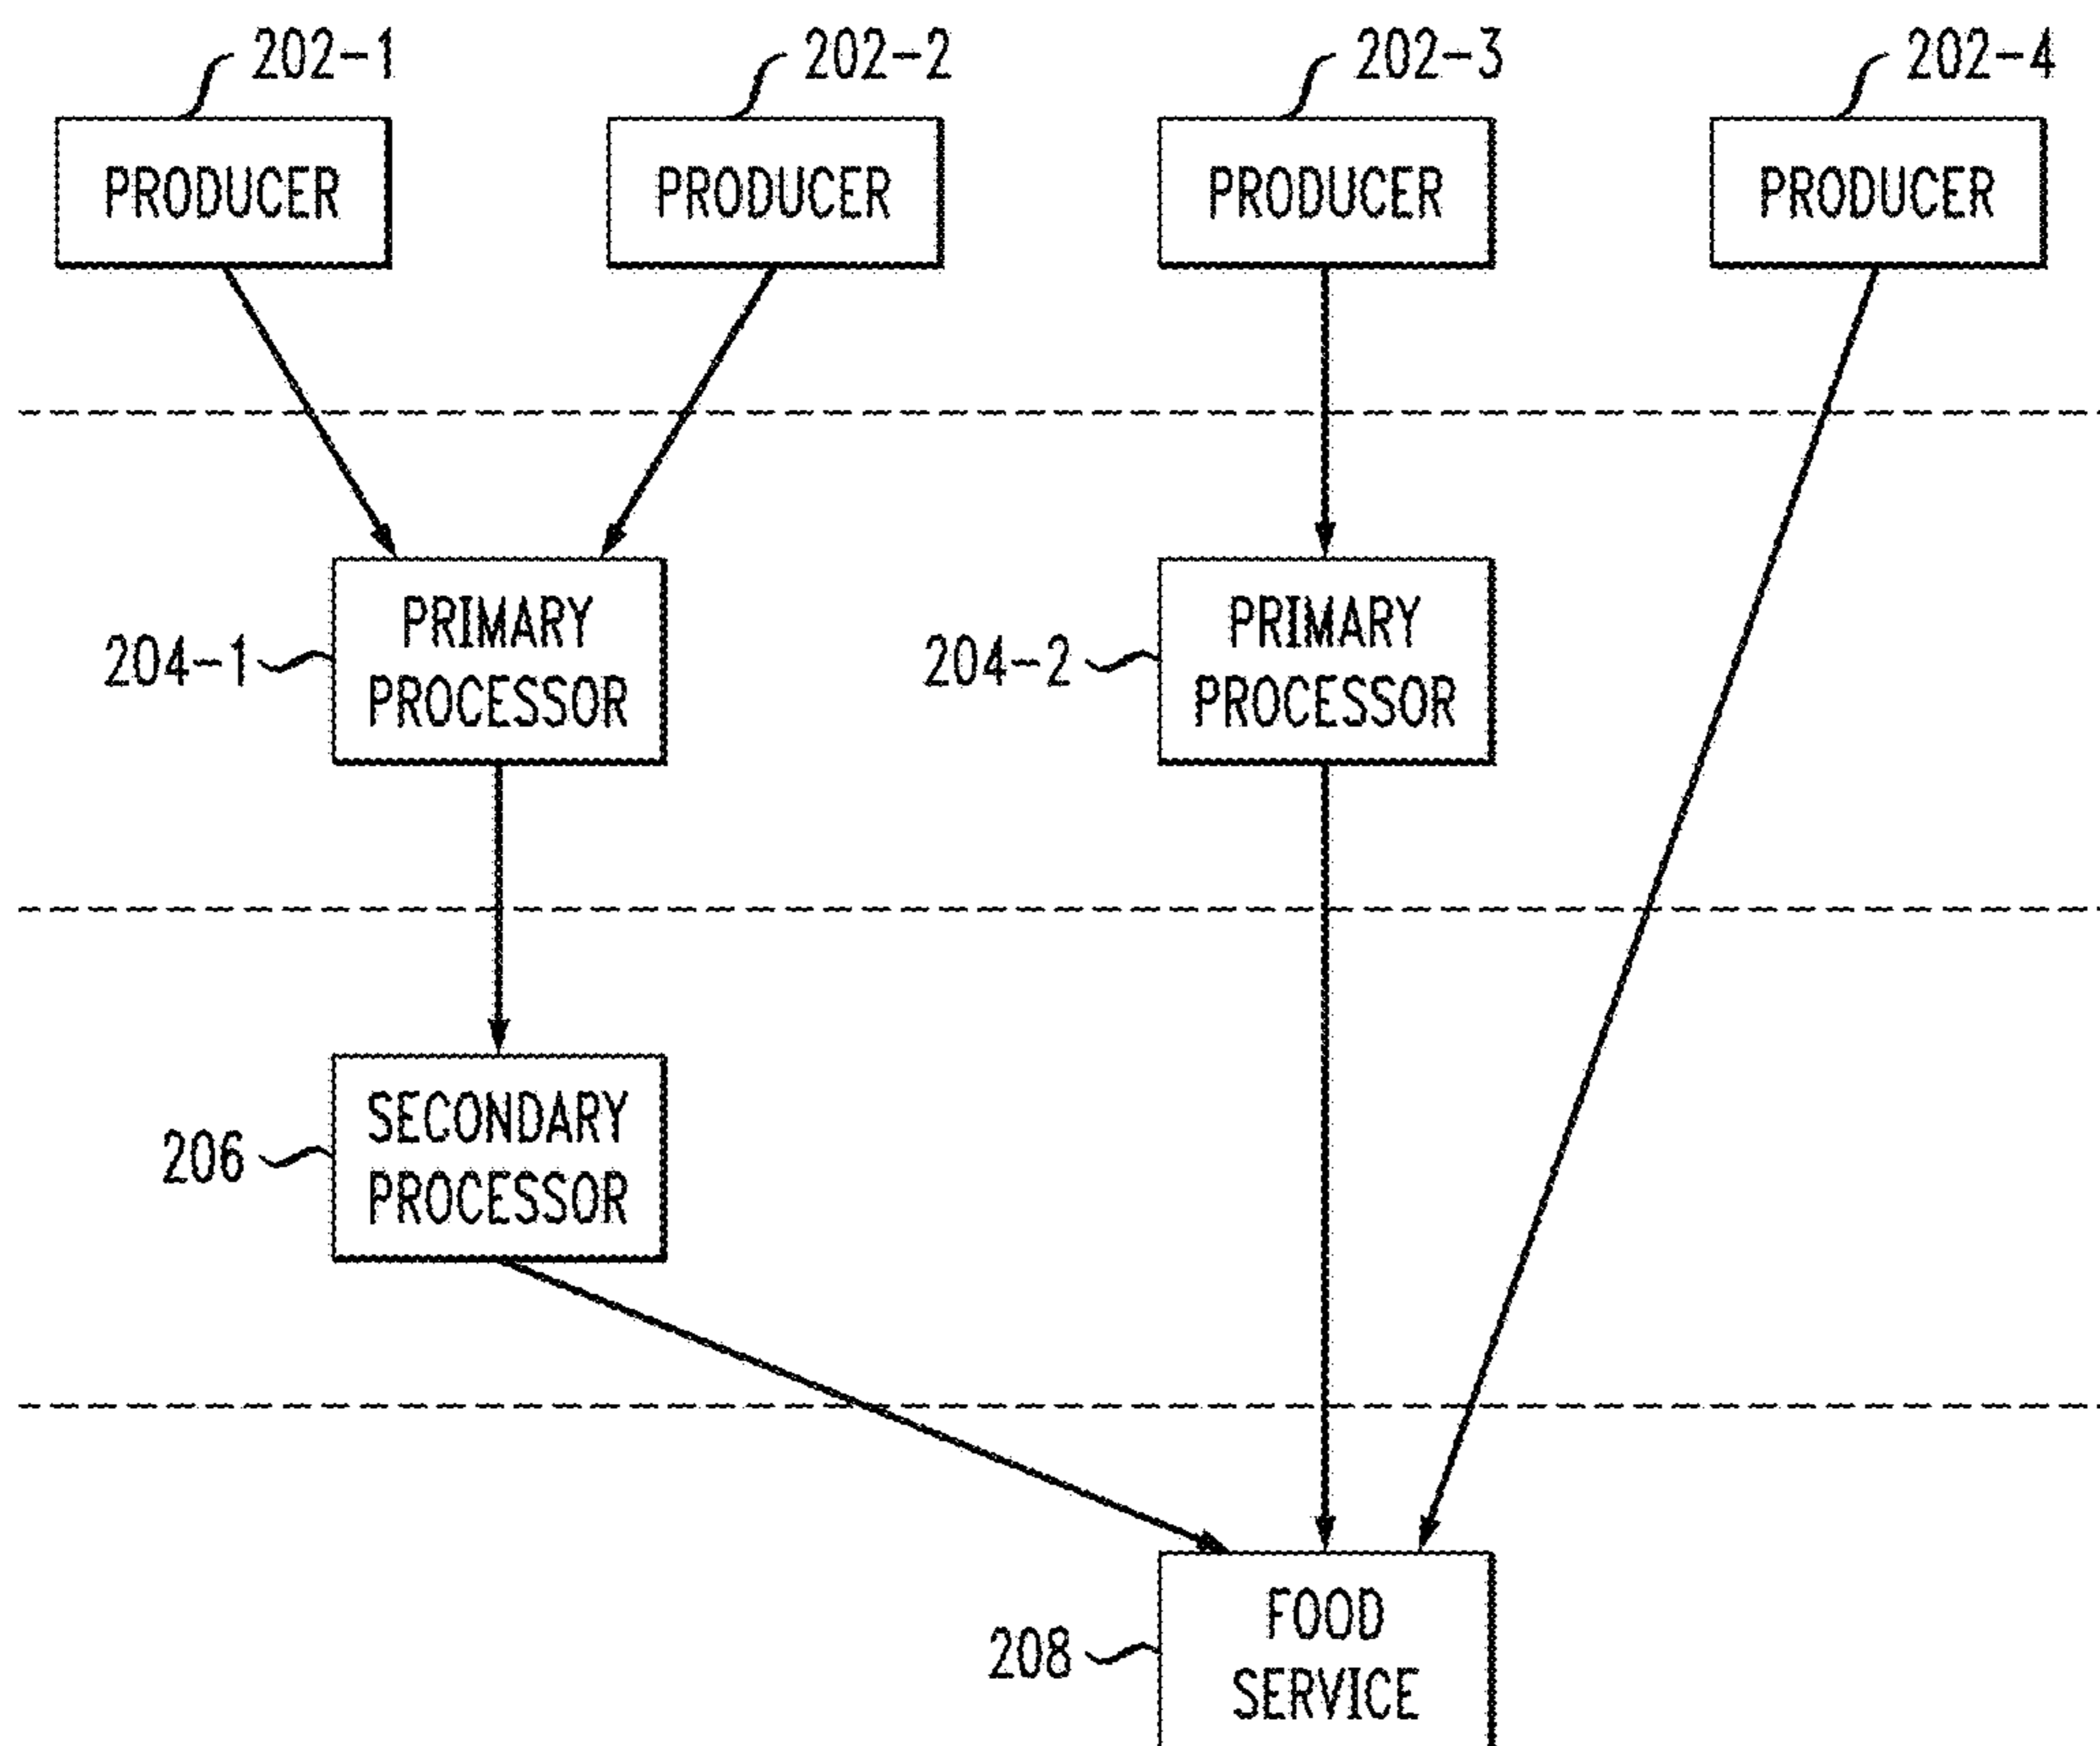 202-1
202-2
202-3
202-4
PRODUCER
PRODUCER
PRODUCER
PRODUCER
204-1
PRIMARY
PROCESSOR
204-2
PRIMARY
PROCESSOR
206
SECONDARY
PROCESSOR
208
FOOD
SERVICE